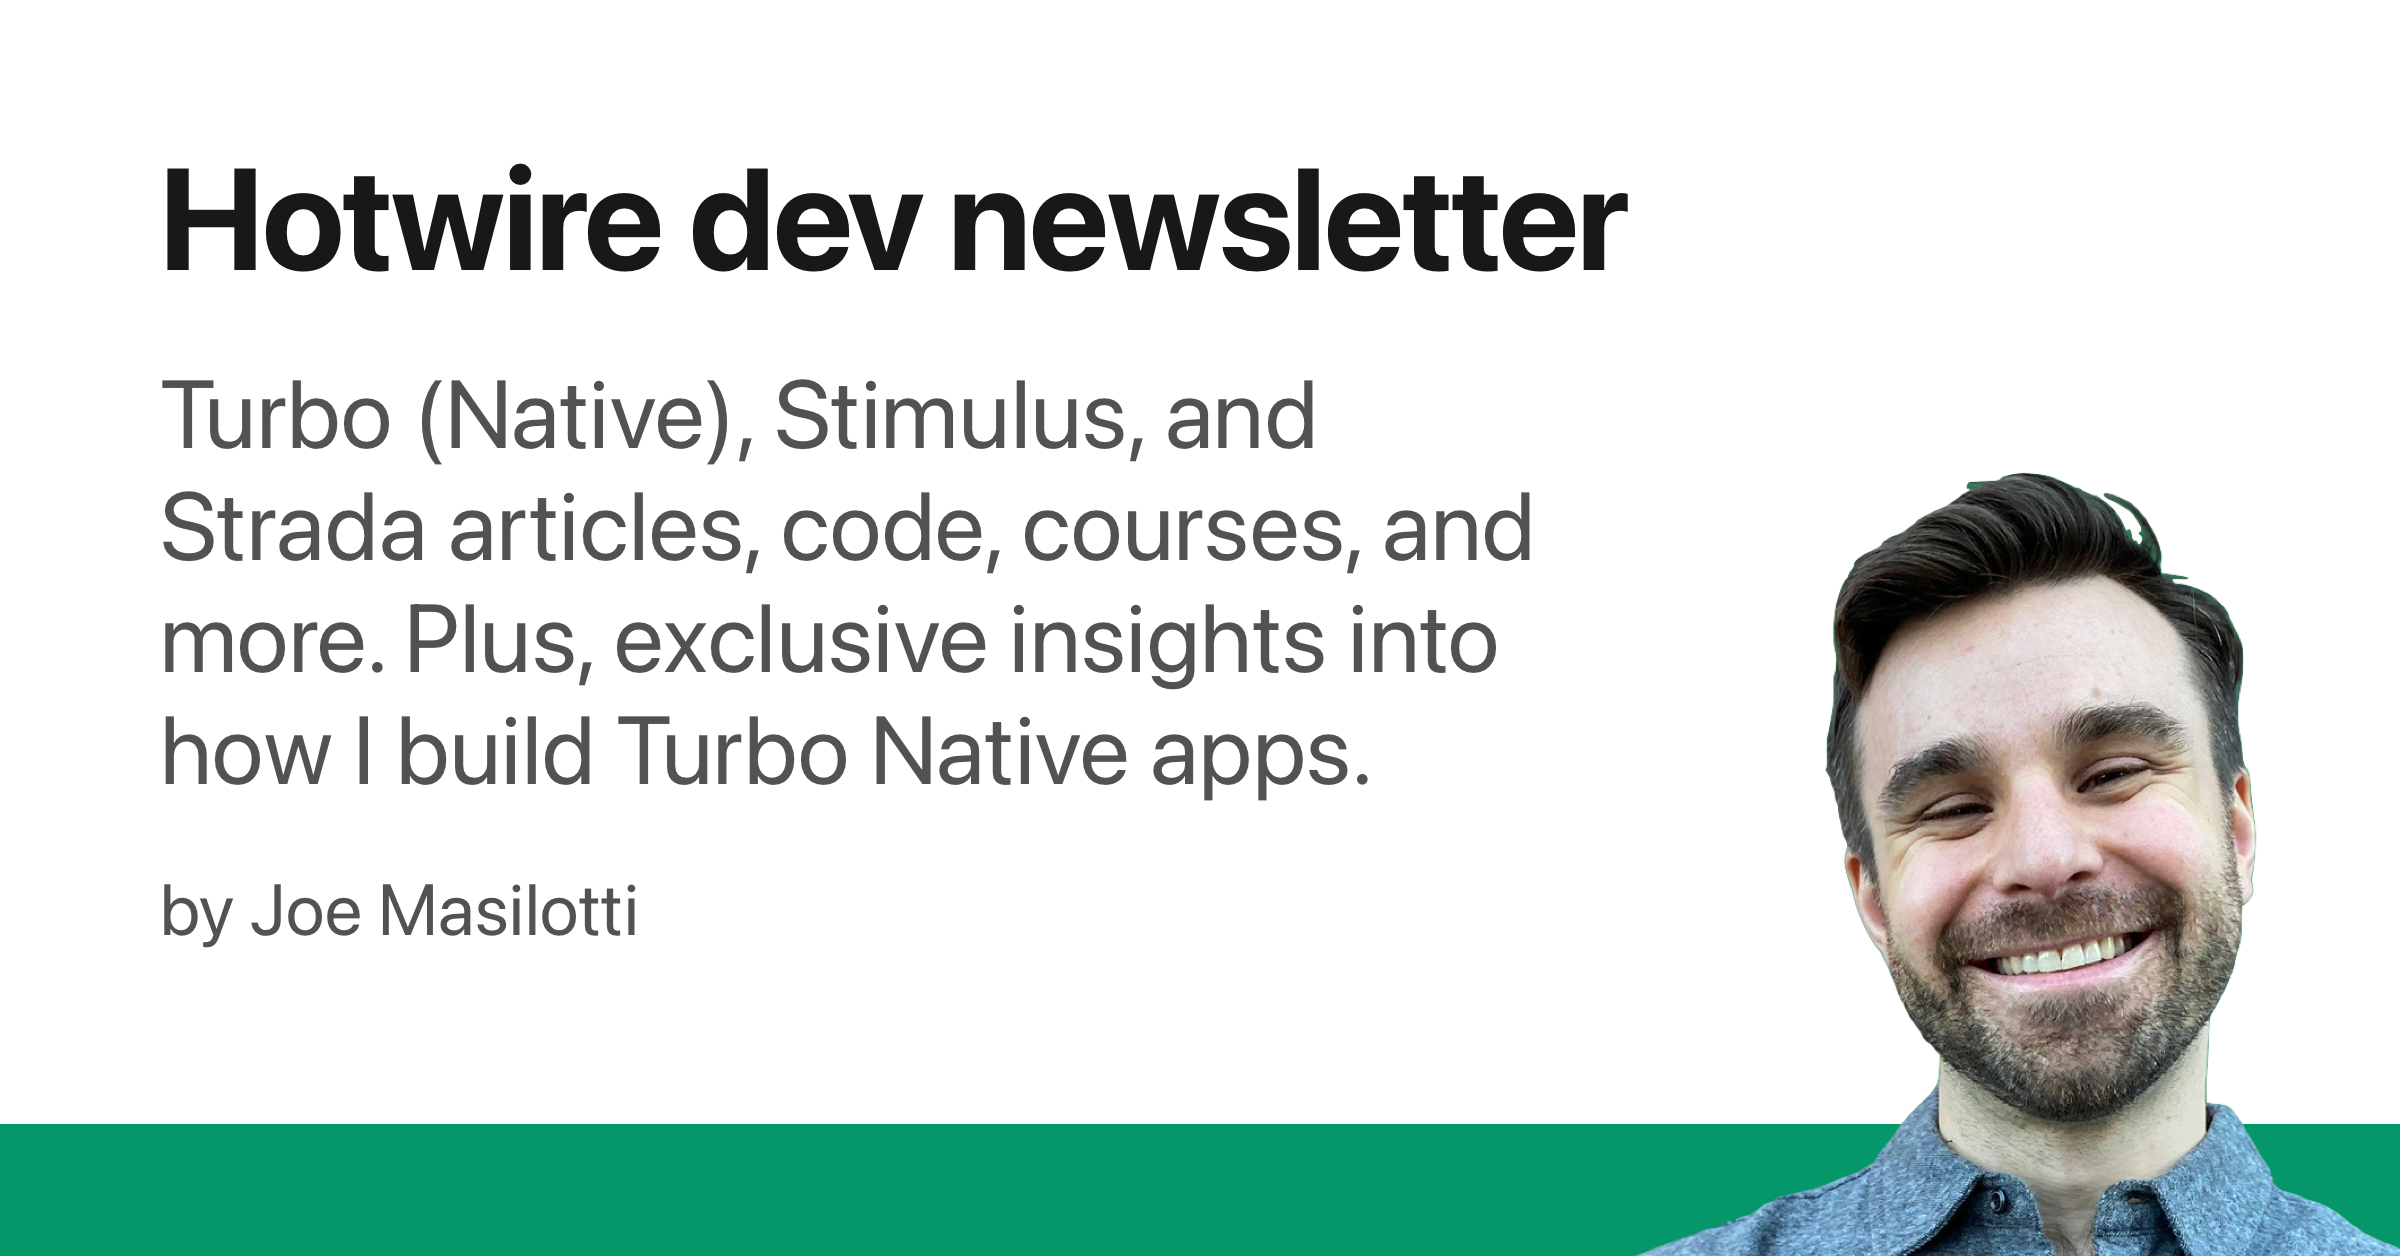 Hotwire dev newsletter
Turbo (Native), Stimulus, and
Strada articles, code, courses, and
more. Plus, exclusive insights into
how I build Turbo Native apps.
by Joe Masilotti